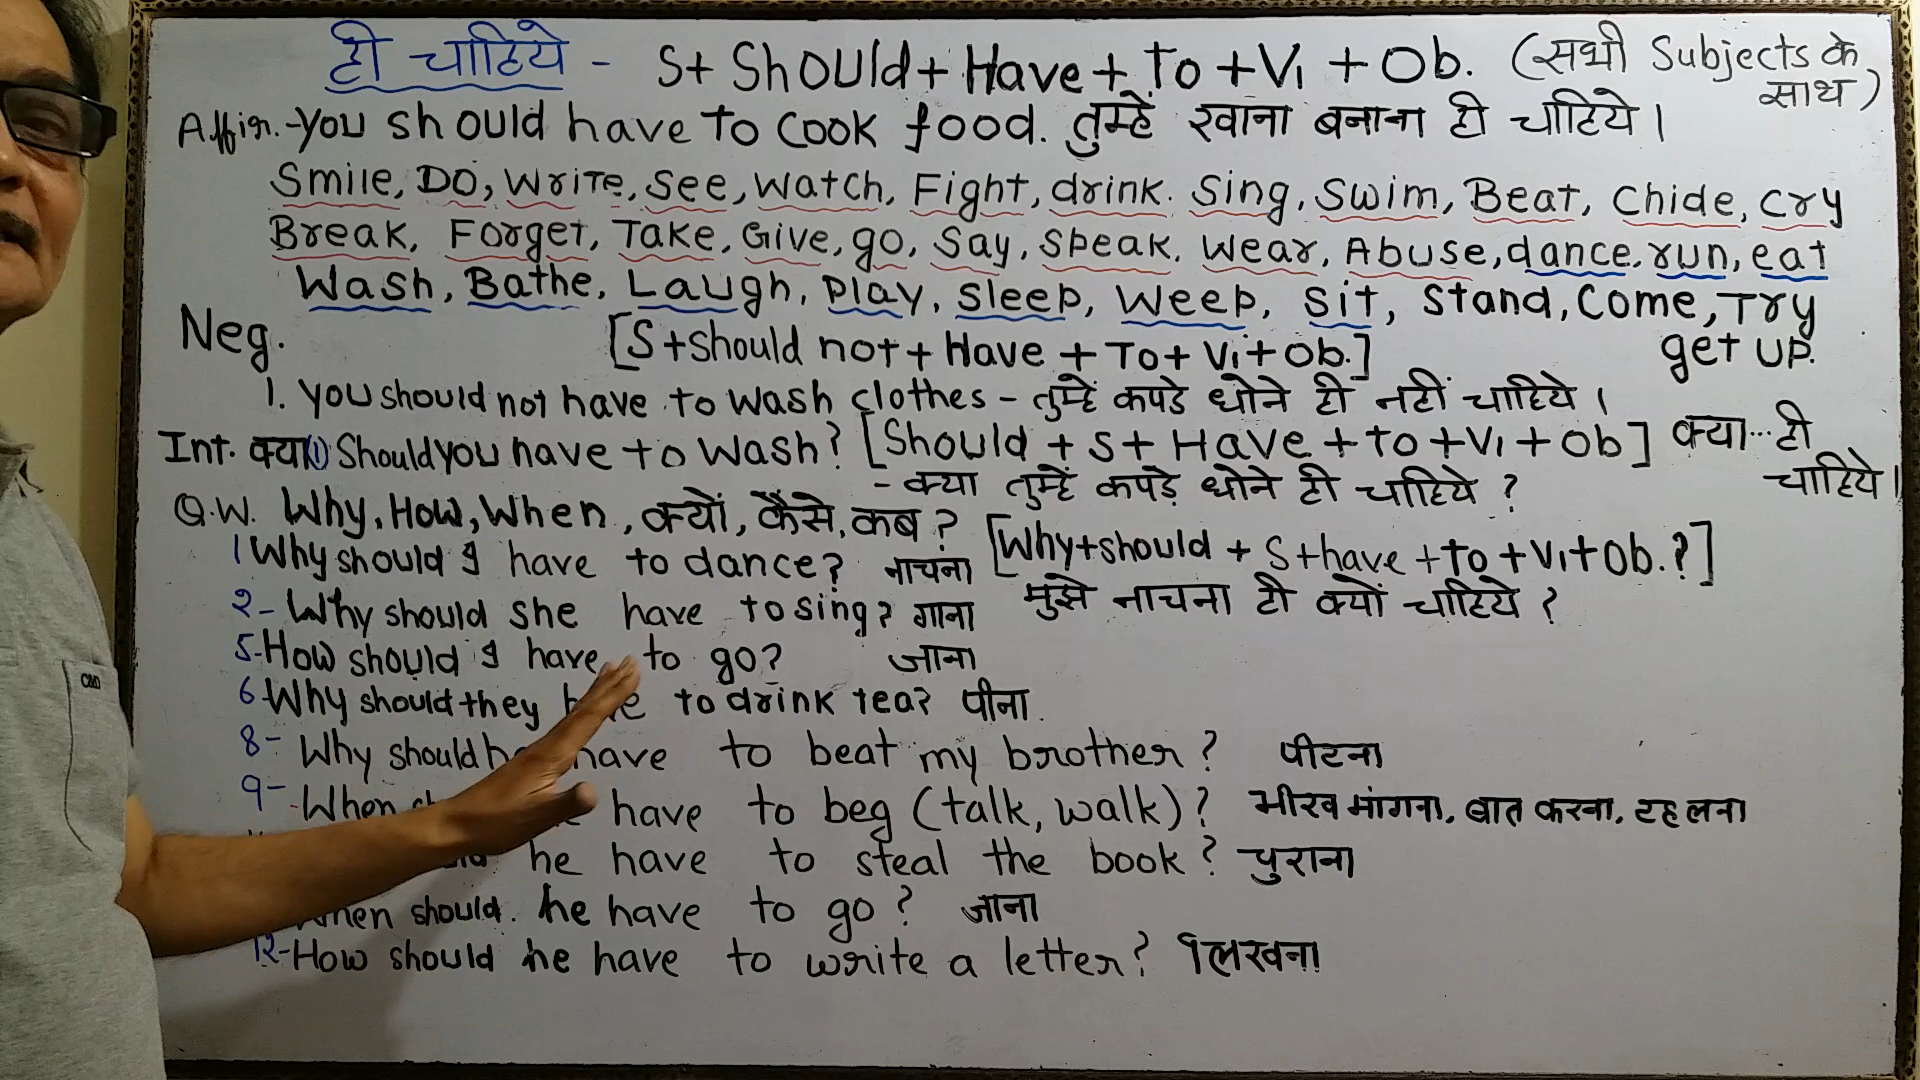 ही चाहिये - S+ Should + Have + To + V1 + Ob. (सभी Subjects के साथ)
Affir. - You should have to cook food. तुम्हें खाना बनाना ही चाहिये।
Smile, Do, Write, See, Watch, Fight, drink. Sing, Swim, Beat, Chide, Cry
Break, Forget, Take, Give, go, Say, Speak, Wear, Abuse, dance, run, eat
Wash, Bathe, Laugh, Play, Sleep, Weep, Sit, Stand, Come, Try
get UP.
Neg. [S+should not + Have + To + V1 + Ob.]
1. You should not have to wash clothes - तुम्हें कपडे धोने ही नहीं चाहिये।
Int. क्या (1) Should you have to wash? [Should + S + Have + to + V1 + Ob] क्या... ही चाहिये।
- क्या तुम्हें कपड़े धोने ही चाहिये ?
Q.W. Why, How, When, क्यों, कैसे, कब ?
[Why+should + S+have + to + V1+ Ob.?]
1 Why should I have to dance? नाचना
मुझे नाचना ही क्यों चाहिये ?
2- Why should she have to sing? गाना
5- How should I have to go? जाना
6 Why should they have to drink tea? पीना
8- Why should have to beat my brother? पीटना
9- When have to beg (talk, walk)? भीख मांगना, बात करना, टहलना
he have to steal the book? चुराना
When should he have to go? जाना
12- How should he have to write a letter? लिखना